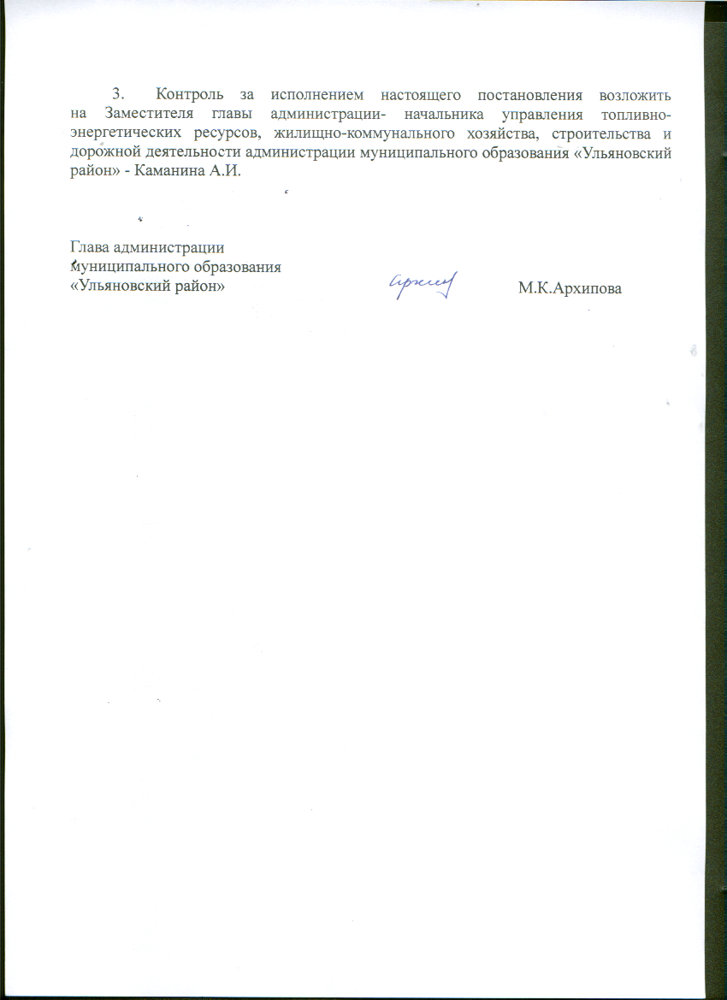 3. Контроль за исполнением настоящего постановления возложить
на Заместителя главы администрации- начальника управления топливно-
энергетических ресурсов, жилищно-коммунального хозяйства, строительства и
дорожной деятельности администрации муниципального образования «Ульяновский
район» - Каманина А.И.
Глава администрации
муниципального образования
«Ульяновский район»
М.К.Архипова